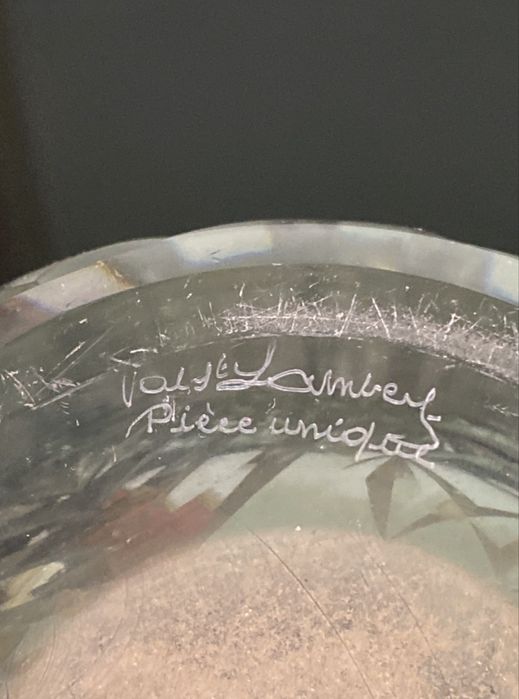 Val St Lambert
Pièce unique